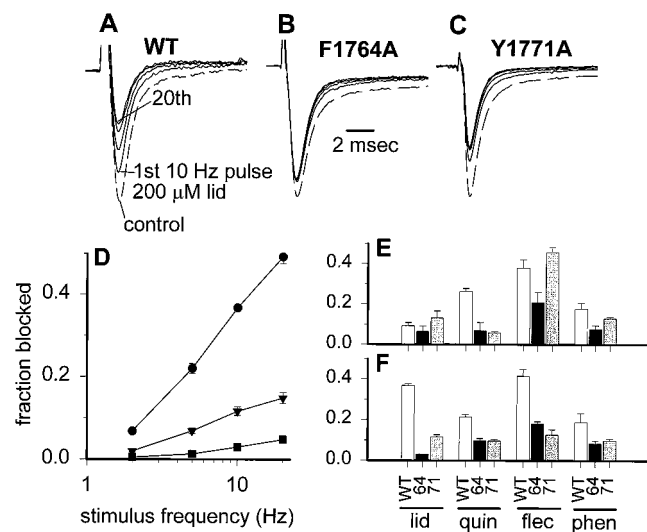 A WT
B F1764A
C Y1771A
20th
1st 10 Hz pulse
200 μM lid
control
2 msec
D
fraction blocked
0.4
0.2
0.0
1 10
stimulus frequency (Hz)
E
0.4
0.2
0.0
F
0.4
0.2
0.0
WT 64 71 WT 64 71 WT 64 71 WT 64 71
lid quin flec phen